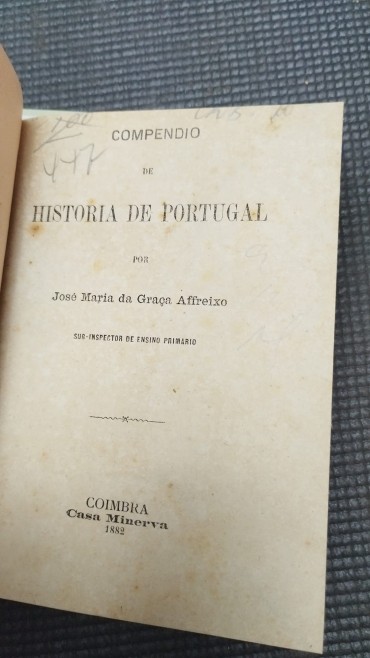 COMPENDIO
DE
HISTORIA DE PORTUGAL
POR
José Maria da Graça Affreixo
SUB-INSPECTOR DE ENSINO PRIMARIO
COIMBRA
Casa Minerva
1882